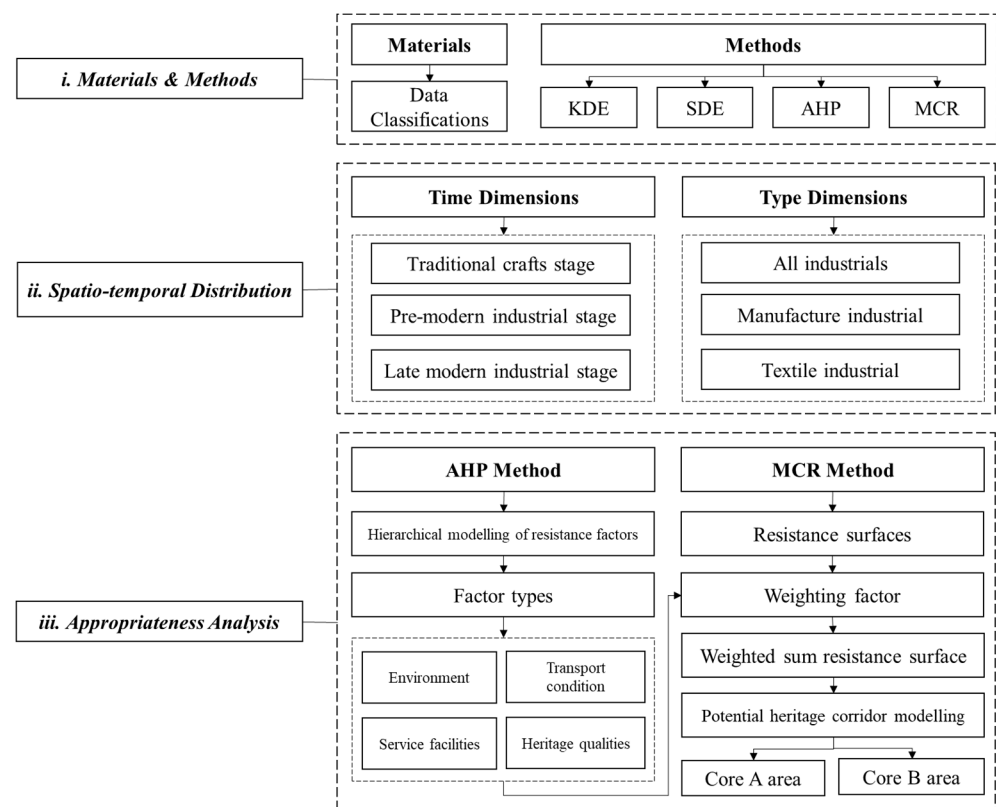 i. Materials & Methods
Materials
Data
Classifications
Methods
KDE
SDE
AHP
MCR
ii. Spatio-temporal Distribution
Time Dimensions
Traditional crafts stage
Pre-modern industrial stage
Late modern industrial stage
Type Dimensions
All industrials
Manufacture industrial
Textile industrial
iii. Appropriateness Analysis
AHP Method
Hierarchical modelling of resistance factors
Factor types
Environment
Transport
condition
Service facilities
Heritage qualities
MCR Method
Resistance surfaces
Weighting factor
Weighted sum resistance surface
Potential heritage corridor modelling
Core A area
Core B area